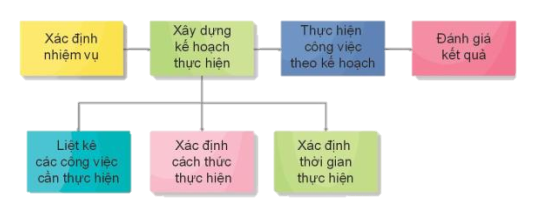 Xác định
nhiệm vụ
Xây dựng
kế hoạch
thực hiện
Thực hiện
công việc
theo kế hoạch
Đánh giá
kết quả
Liệt kê
các công việc
cần thực hiện
Xác định
cách thức
thực hiện
Xác định
thời gian
thực hiện